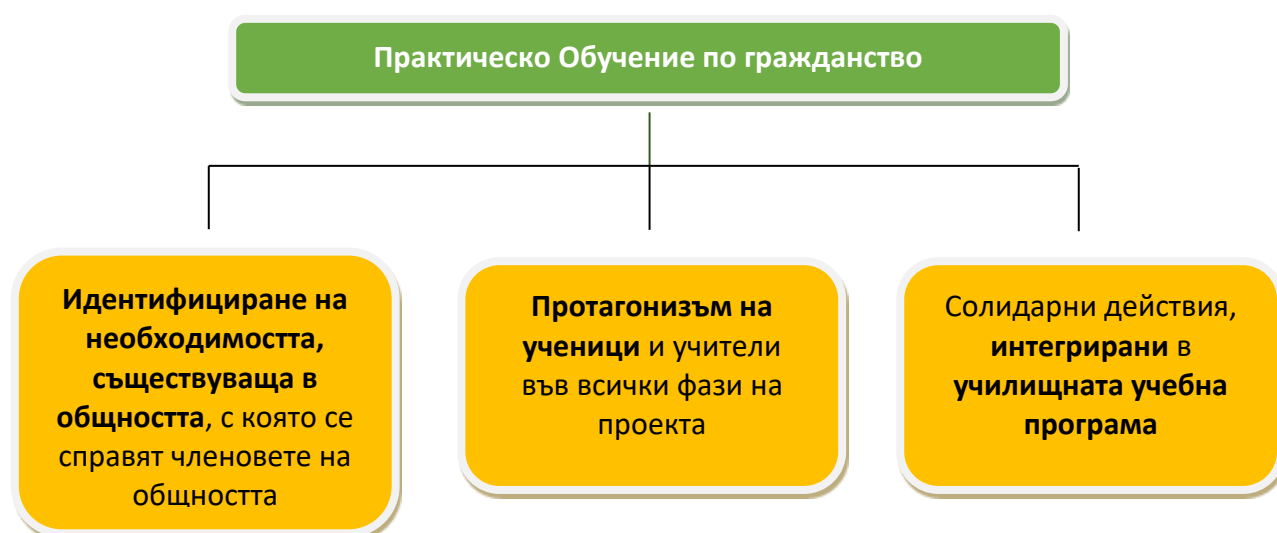 Практическо Обучение по гражданство
Идентифициране на
необходимостта,
съществуваща в
общността, с която се
справят членовете на
общността
Протагонизъм на
ученици и учители
във всички фази на
проекта
Солидарни действия,
интегрирани в
училищната учебна
програма